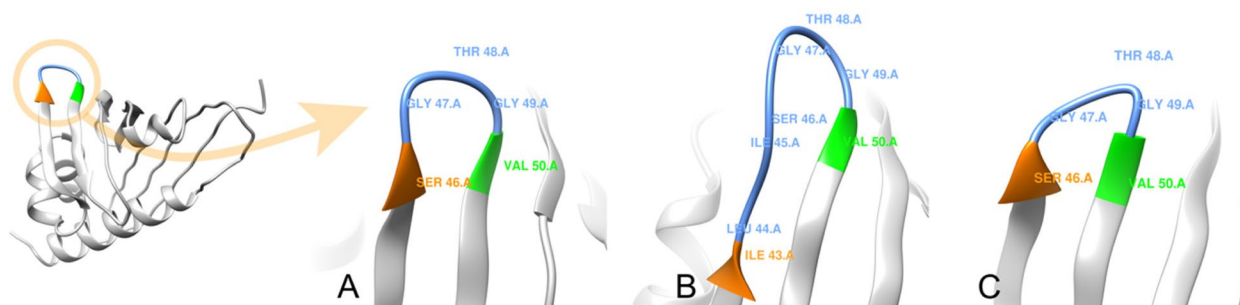 THR 48.A
GLY 47.A
GLY 49.A
SER 46.A
VAL 50.A
A
THR 48.A
GLY 47.A
GLY 49.A
SER 46.A
VAL 50.A
ILE 45.A
LEU 44.A
ILE 43.A
B
THR 48.A
GLY 49.A
GLY 47.A
SER 46.A
VAL 50.A
C